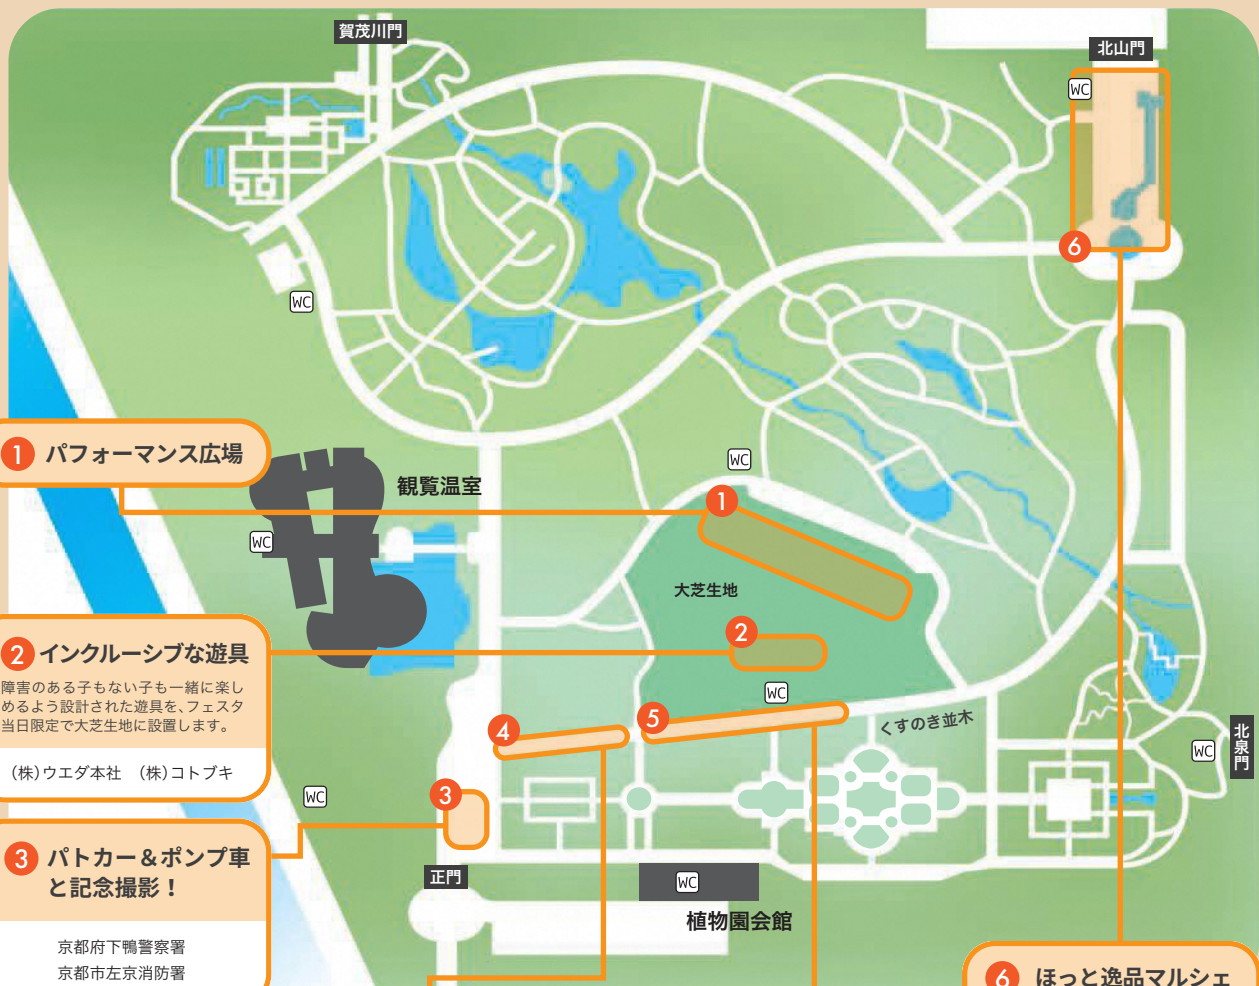 賀茂川門
北山門
WC
6
WC
1 パフォーマンス広場
観覧温室
WC
WC
1
大芝生地
2
2 インクルーシブな遊具
障害のある子もない子も一緒に楽し
めるよう設計された遊具を、フェスタ
当日限定で大芝生地に設置します。
(株)ウエダ本社 (株)コトブキ
WC
5
4
くすのき並木
北泉門
WC
WC
3
3 パトカー&ポンプ車
と記念撮影!
京都府下鴨警察署
京都市左京消防署
正門
WC
植物園会館
6 ほっと逸品マルシェ